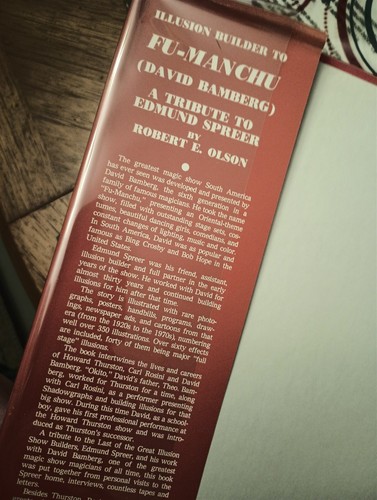 ILLUSION BUILDER TO
FU-MANCHU
(DAVID BAMBERG)
A TRIBUTE TO
EDMUND SPREER
BY
ROBERT E. OLSON
The greatest magic show South America
has ever seen was developed and presented by
David Bamberg, the sixth generation in a
family of famous magicians. He took the name
"Fu-Manchu," presenting an Oriental-theme
show, filled with outstanding stage sets, cos-
tumes, beautiful dancing girls, comedians, and
constant changes of lighting, music and color.
In South America, David was as popular and
famous as Bing Crosby and Bob Hope in the
United States.
Edmund Spreer was his friend, assistant,
illusion builder and full partner in the early
years of the show. He worked with David for
almost thirty years and continued building
illusions for him after that time.
The story is illustrated with rare photo-
graphs, posters, handbills, programs, draw-
ings, newspaper ads, and cartoons from that
era (from the 1920s to the 1970s), numbering
well over 350 illustrations. Over sixty effects
are included, forty of them being major "full
stage" illusions.
The book intertwines the lives and careers
of Howard Thurston, Carl Rosini and David
Bamberg. "Okito," David's father, Theo. Bam-
berg, worked for Thurston for a time, along
with Carl Rosini, as a performer presenting
Shadowgraphs and building illusions for that
big show. During this time David, as a school-
boy, gave his first professional performance at
the Howard Thurston show and was intro-
duced as Thurston's successor.
A tribute to the Last of the Great Illusion
Show Builders, Edmund Spreer, and his work
with David Bamberg, one of the greatest
magic show magicians of all time, this book
was put together from personal visits to the
Spreer home, interviews, countless tapes and
letters.
Besides Thurston,